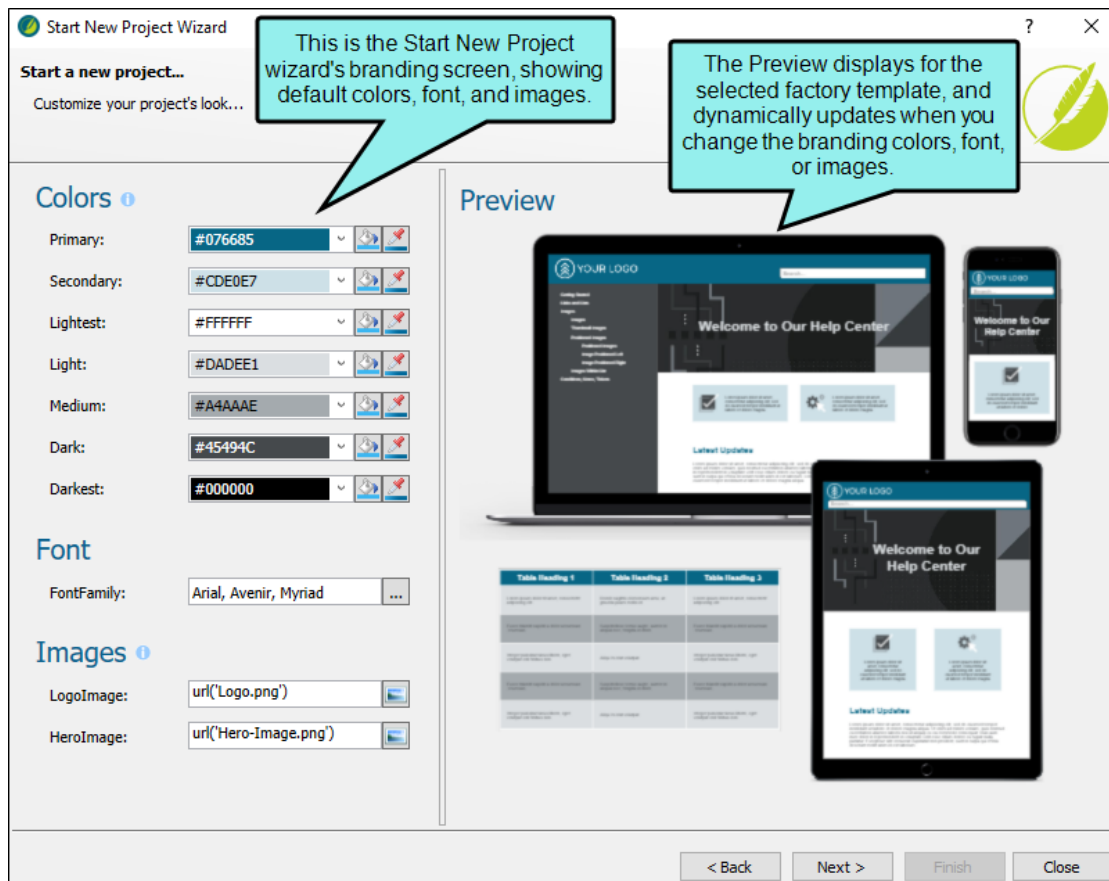 Start New Project Wizard
?
Start a new project...
Customize your project's look...
This is the Start New Project
wizard's branding screen, showing
default colors, font, and images.
The Preview displays for the
selected factory template, and
dynamically updates when you
change the branding colors, font,
or images.
Colors
Primary: #076685
Secondary: #CDE0E7
Lightest: #FFFFFF
Light: #DADEE1
Medium: #A4AAAE
Dark: #45494C
Darkest: #000000
Font
FontFamily: Arial, Avenir, Myriad ...
Images
LogoImage: url('Logo.png')
HeroImage: url('Hero-Image.png')
Preview
YOUR LOGO
Search...
Images
Images
Thumbnail Images
Welcome to Our Help Center
Latest Updates
YOUR LOGO
Welcome to Our
Help Center
YOUR LOGO
Welcome to Our
Help Center
Latest Updates
Table Heading 1 Table Heading 2 Table Heading 3
< Back Next > Finish Close